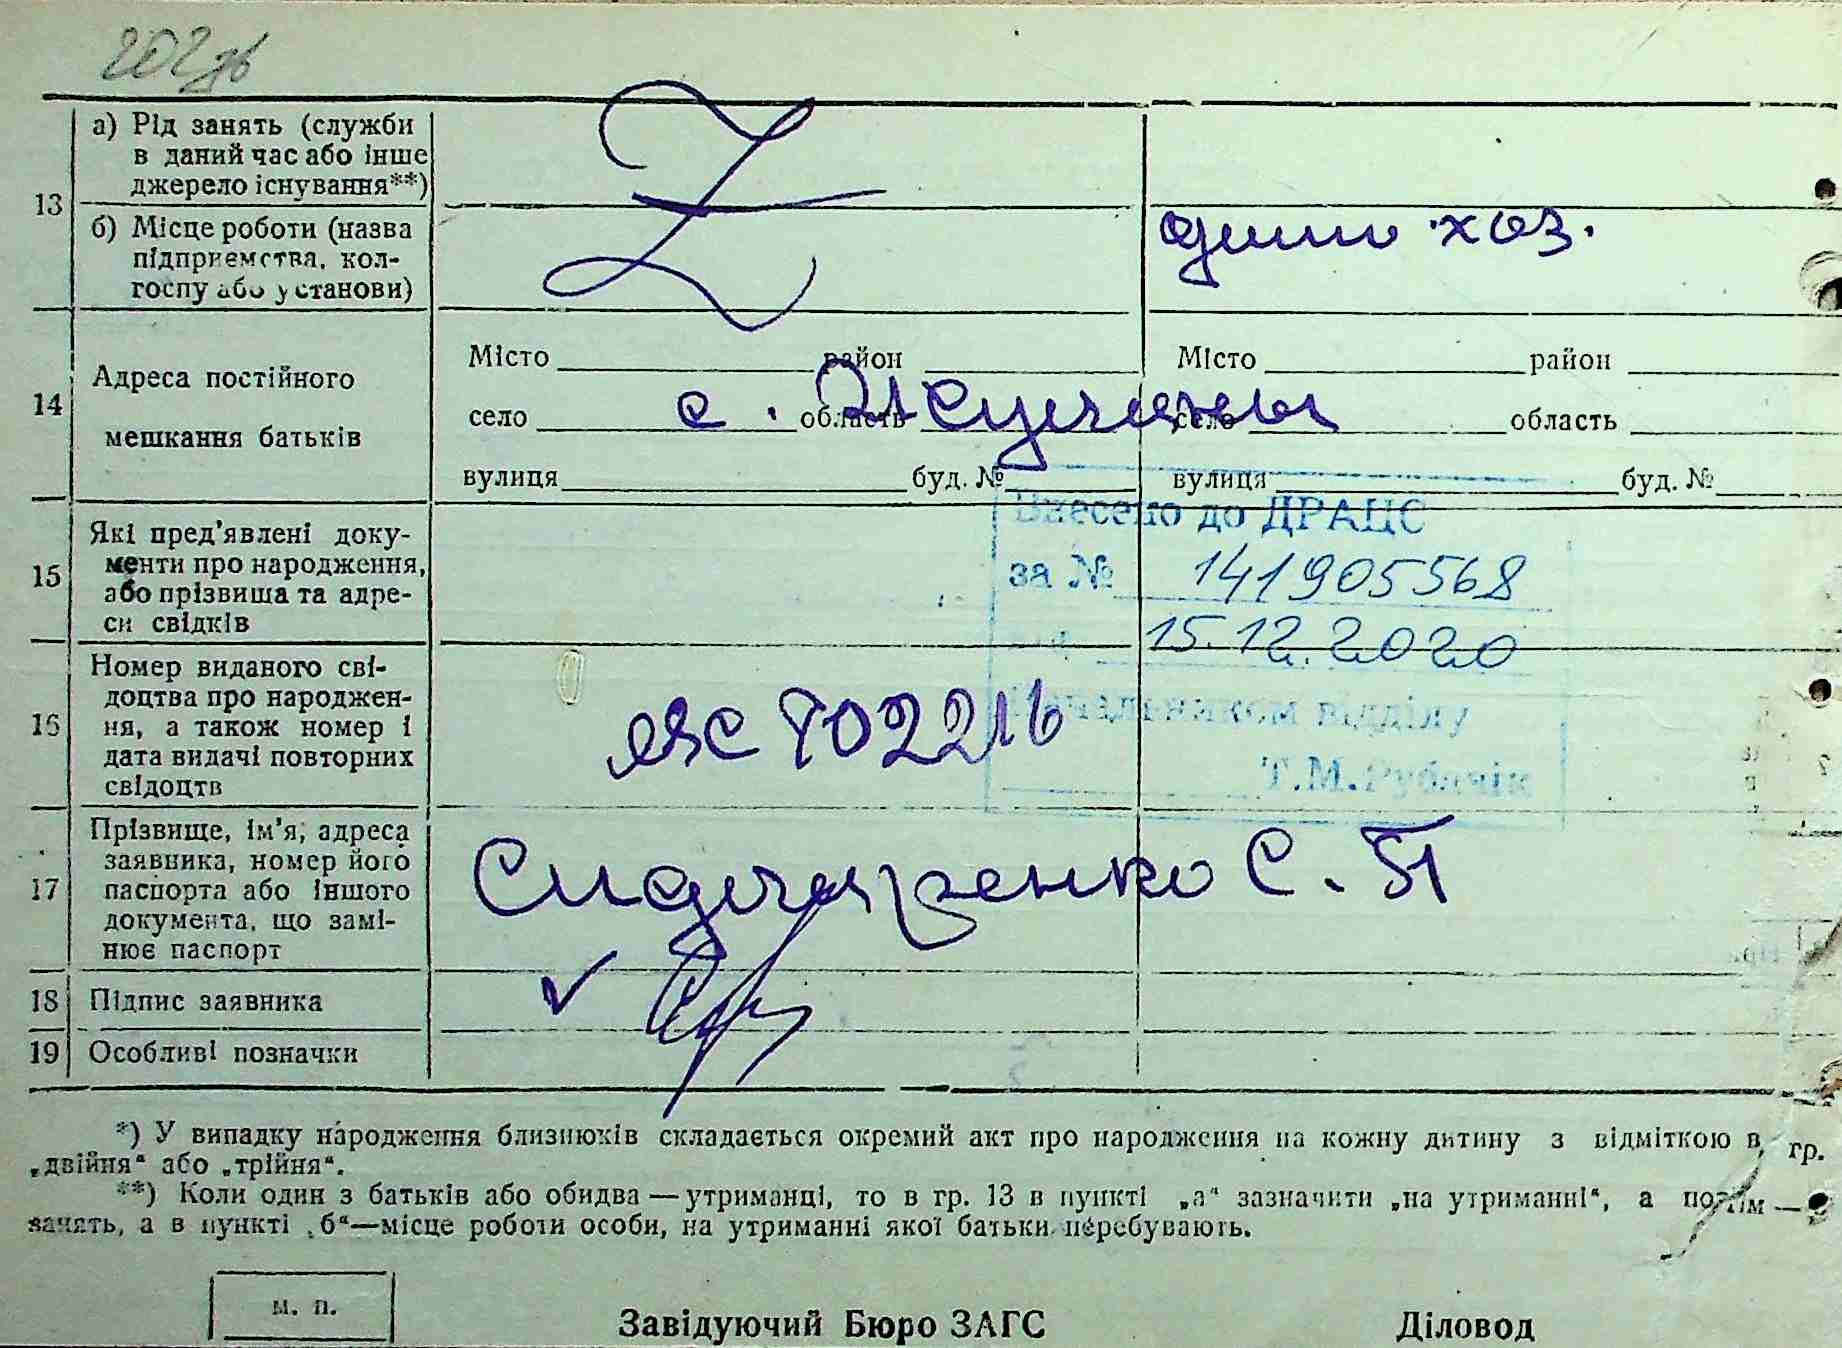 202 зв
13
а) Рід занять (служби
в даний час або інше
джерело існування**)
б) Місце роботи (назва
підприємства, кол-
госпу або установи)
хоз.
14
Адреса постійного
мешкання батьків
Місто район Місто район
село область село область
с.
вулиця буд. № вулиця буд. №
Внесено до ДРАЦС
за № 141905568
15.12.2020
Начальником відділу
Т.М.
15
Які пред'явлені доку-
менти про народження,
або прізвища та адре-
си свідків
16
Номер виданого сві-
доцтва про народжен-
ня, а також номер і
дата видачі повторних
свідоцтв
702216
17
Прізвище, ім'я, адреса
заявника, номер його
паспорта або іншого
документа, що замі-
нює паспорт
С. П
18 Підпис заявника
19 Особливі позначки
*) У випадку народження близнюків складається окремий акт про народження на кожну дитину з відміткою в гр.
„двійня“ або „трійня“.
**) Коли один з батьків або обидва — утриманці, то в гр. 13 в пункті „а“ зазначити „на утриманні“, а потім —
занять, а в пункті „б“—місце роботи особи, на утриманні якої батьки перебувають.
м. п.
Завідуючий Бюро ЗАГС Діловод